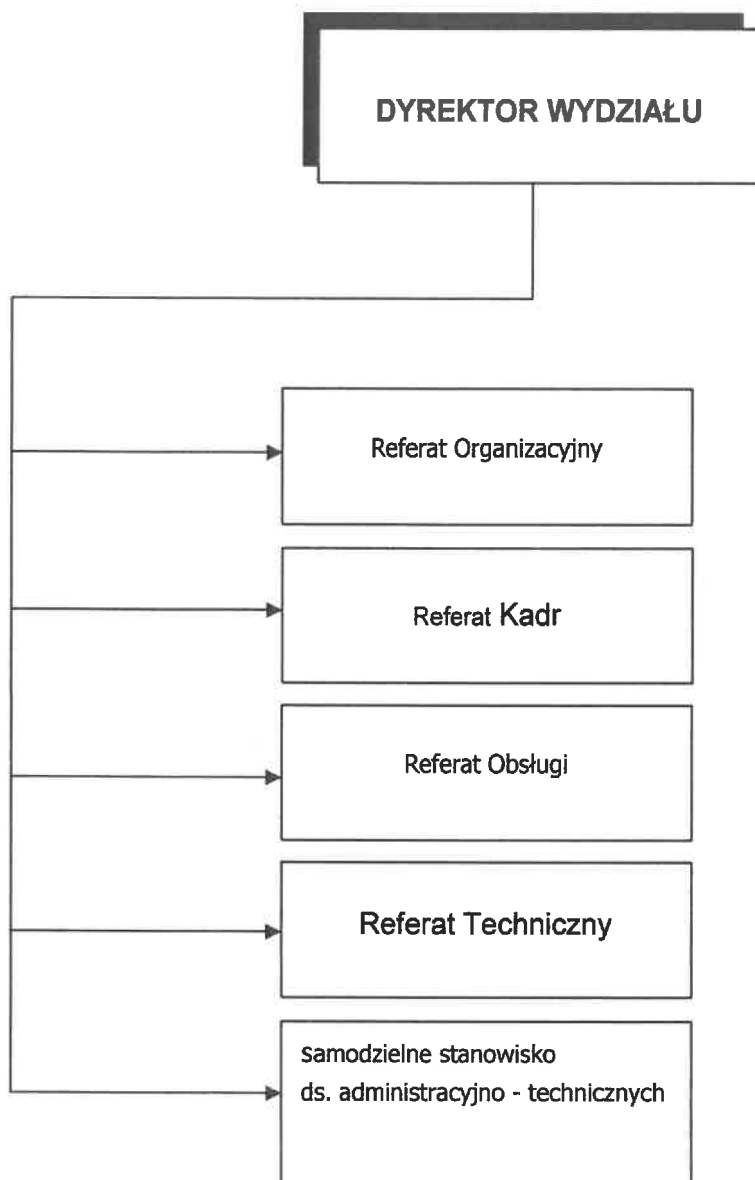 DYREKTOR WYDZIAŁU
Referat Organizacyjny
Referat Kadr
Referat Obsługi
Referat Techniczny
samodzielne stanowisko
ds. administracyjno - technicznych